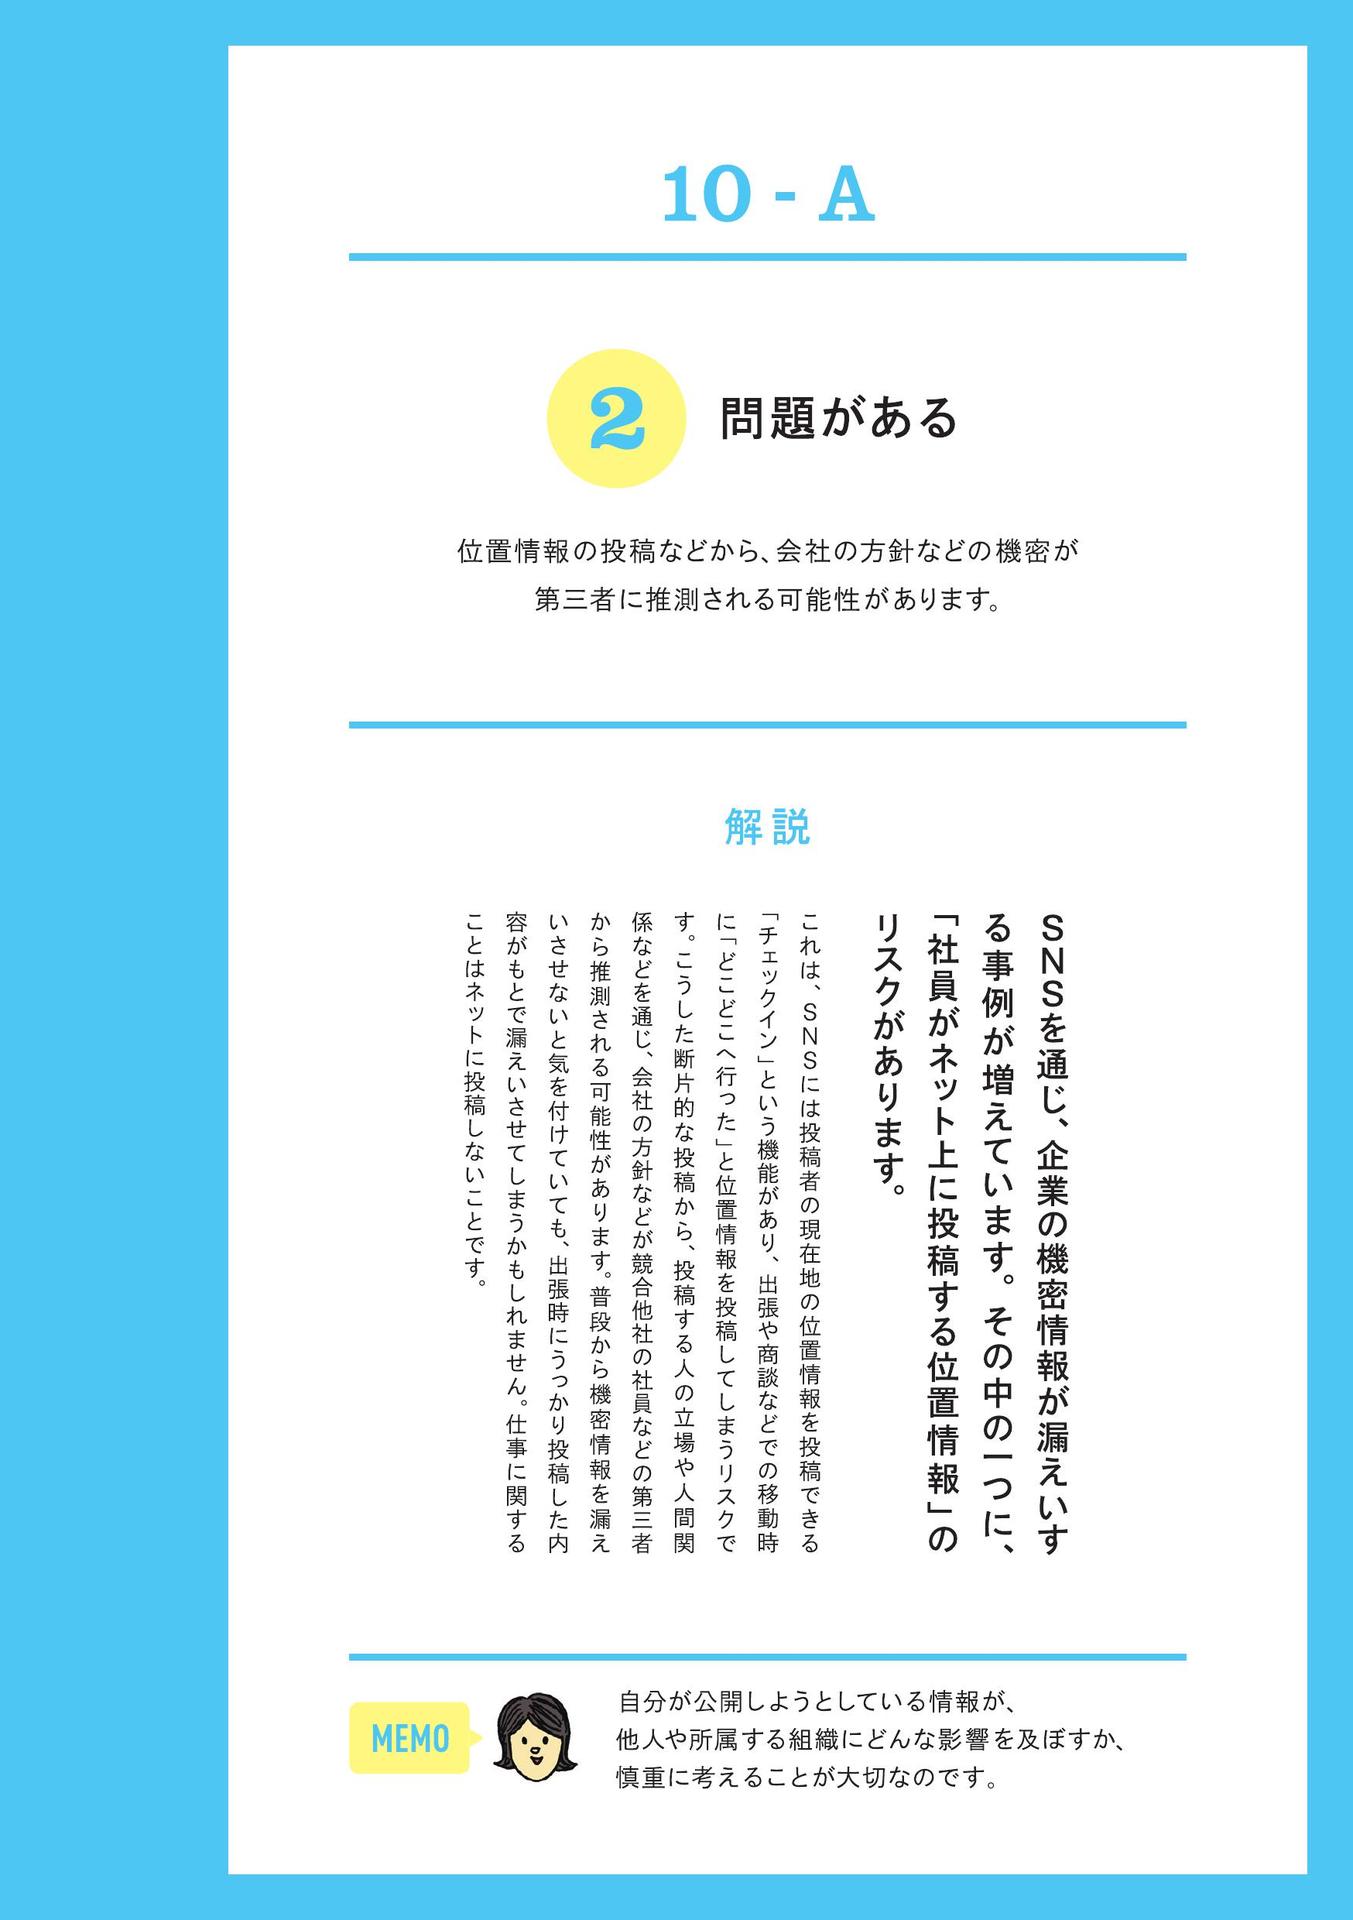 10 - A
2
問題がある
位置情報の投稿などから、会社の方針などの機密が
第三者に推測される可能性があります。
解説
SNSを通じ、企業の機密情報が漏えいす
る事例が増えています。その中の一つに、
「社員がネット上に投稿する位置情報」の
リスクがあります。
これは、SNSには投稿者の現在地の位置情報を投稿できる
「チェックイン」という機能があり、出張や商談などでの移動時
に「どこどこへ行った」と位置情報を投稿してしまうリスクで
す。こうした断片的な投稿から、投稿する人の立場や人間関
係などを通じ、会社の方針などが競合他社の社員などの第三者
から推測される可能性があります。普段から機密情報を漏え
いさせないと気を付けていても、出張時にうっかり投稿した内
容がもとで漏えいさせてしまうかもしれません。仕事に関する
ことはネットに投稿しないことです。
MEMO
自分が公開しようとしている情報が、
他人や所属する組織にどんな影響を及ぼすか、
慎重に考えることが大切なのです。